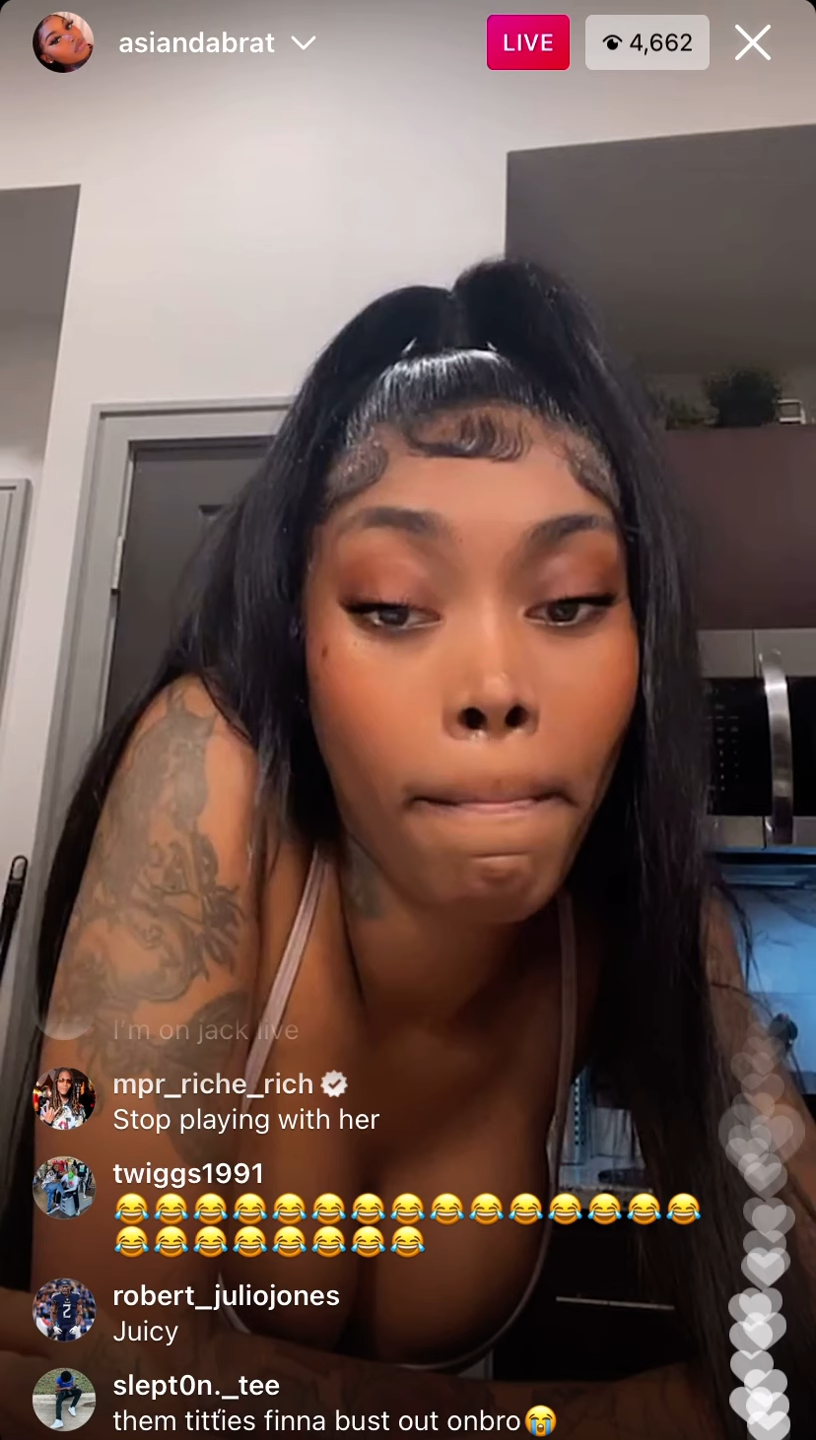 asiandabrat
LIVE
4,662
I'm on jack live
mpr_riche_rich
Stop playing with her
twiggs1991
😂😂😂😂😂😂😂😂😂😂😂😂😂😂😂
😂😂😂😂😂😂😂😂
robert_juliojones
Juicy
slept0n._tee
them titties finna bust out onbro😭